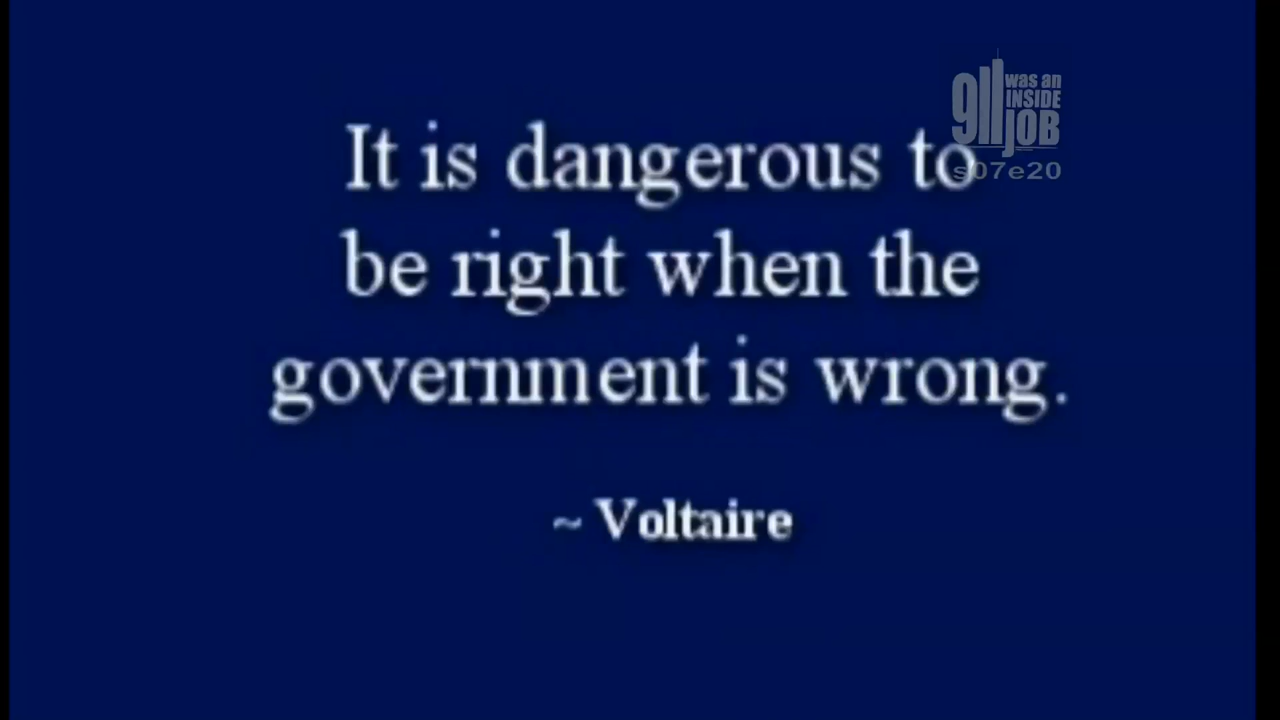 911 was an
INSIDE
JOB
s07e20
It is dangerous to
be right when the
government is wrong.
~ Voltaire